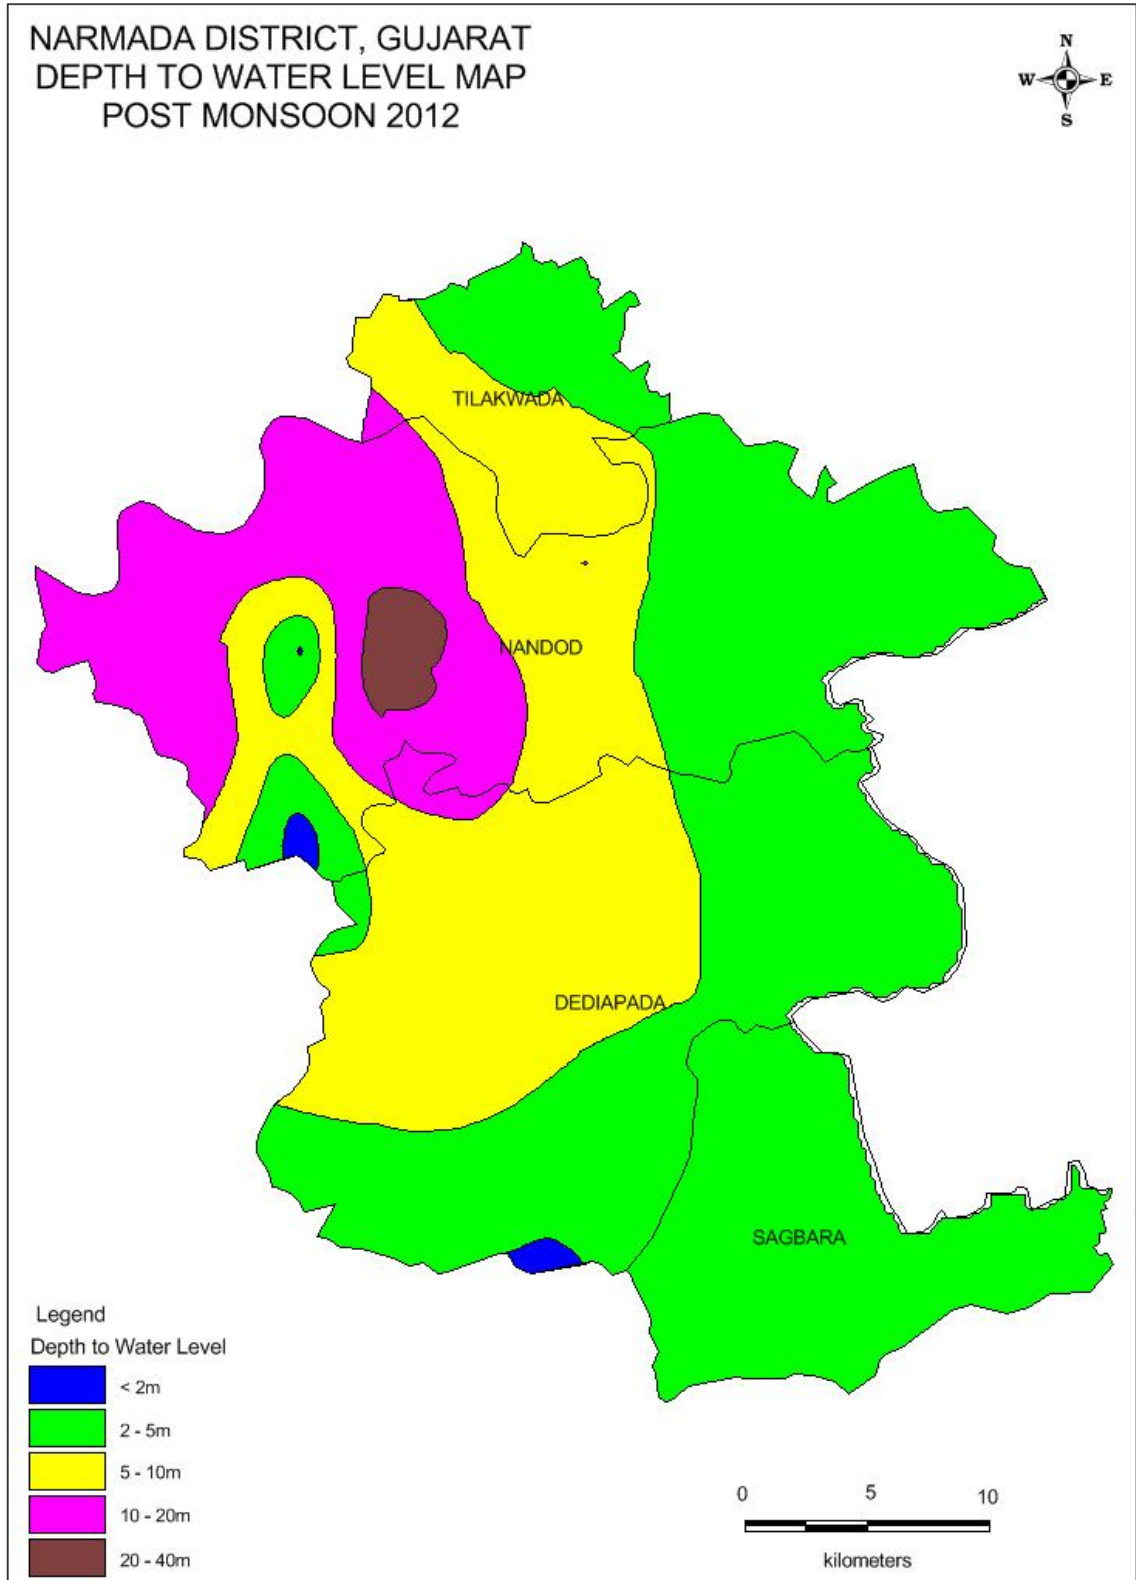 NARMADA DISTRICT, GUJARAT
DEPTH TO WATER LEVEL MAP
POST MONSOON 2012
N
W E
S
TILAKWADA
NANDOD
DEDIAPADA
SAGBARA
Legend
Depth to Water Level
< 2m
2 - 5m
5 - 10m
10 - 20m
20 - 40m
0 5 10
kilometers